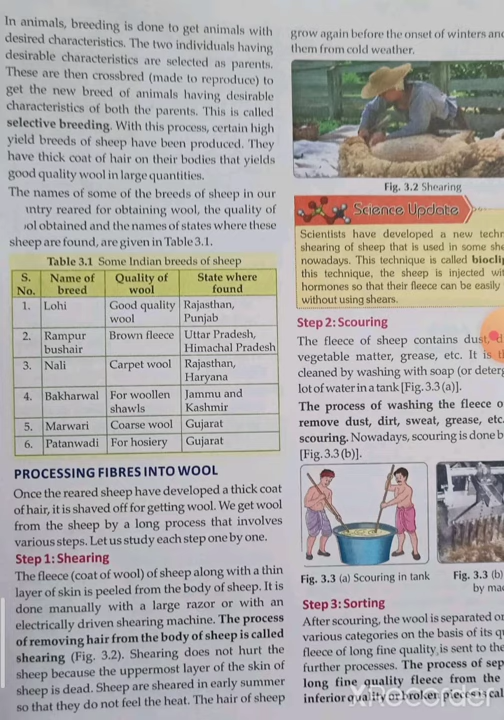 In animals, breeding is done to get animals with
desired characteristics. The two individuals having
desirable characteristics are selected as parents.
These are then crossbred (made to reproduce) to
get the new breed of animals having desirable
characteristics of both the parents. This is called
selective breeding. With this process, certain high
yield breeds of sheep have been produced. They
have thick coat of hair on their bodies that yields
good quality wool in large quantities.
The names of some of the breeds of sheep in our
untry reared for obtaining wool, the quality of
ol obtained and the names of states where these
sheep are found, are given in Table 3.1.
Table 3.1 Some Indian breeds of sheep
S. No. Name of breed Quality of wool State where found
1. Lohi Good quality wool Rajasthan, Punjab
2. Rampur bushair Brown fleece Uttar Pradesh, Himachal Pradesh
3. Nali Carpet wool Rajasthan, Haryana
4. Bakharwal For woollen shawls Jammu and Kashmir
5. Marwari Coarse wool Gujarat
6. Patanwadi For hosiery Gujarat
PROCESSING FIBRES INTO WOOL
Once the reared sheep have developed a thick coat
of hair, it is shaved off for getting wool. We get wool
from the sheep by a long process that involves
various steps. Let us study each step one by one.
Step 1: Shearing
The fleece (coat of wool) of sheep along with a thin
layer of skin is peeled from the body of sheep. It is
done manually with a large razor or with an
electrically driven shearing machine. The process
of removing hair from the body of sheep is called
shearing (Fig. 3.2). Shearing does not hurt the
sheep because the uppermost layer of the skin of
sheep is dead. Sheep are sheared in early summer
so that they do not feel the heat. The hair of sheep
grow again before the onset of winters and
them from cold weather.
Fig. 3.2 Shearing
Science Update
Scientists have developed a new techn
shearing of sheep that is used in some she
nowadays. This technique is called bioclip
this technique, the sheep is injected wit
hormones so that their fleece can be easily
without using shears.
Step 2: Scouring
The fleece of sheep contains dust, d
vegetable matter, grease, etc. It is th
cleaned by washing with soap (or deterg
lot of water in a tank [Fig. 3.3 (a)].
The process of washing the fleece o
remove dust, dirt, sweat, grease, etc.
scouring. Nowadays, scouring is done b
[Fig. 3.3 (b)].
Fig. 3.3 (a) Scouring in tank
Fig. 3.3 (b)
by mac
Step 3: Sorting
After scouring, the wool is separated or
various categories on the basis of its qu
fleece of long fine quality is sent to the
further processes. The process of sep
long fine quality fleece from the
inferior quality or broken pieces is cal